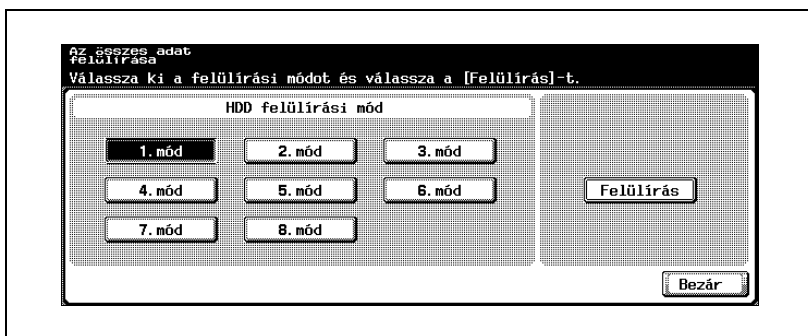 Az összes adat
felülírása
Válassza ki a felülírási módot és válassza a [Felülírás]-t.
HDD felülírási mód
1. mód 2. mód 3. mód
4. mód 5. mód 6. mód Felülírás
7. mód 8. mód
Bezár